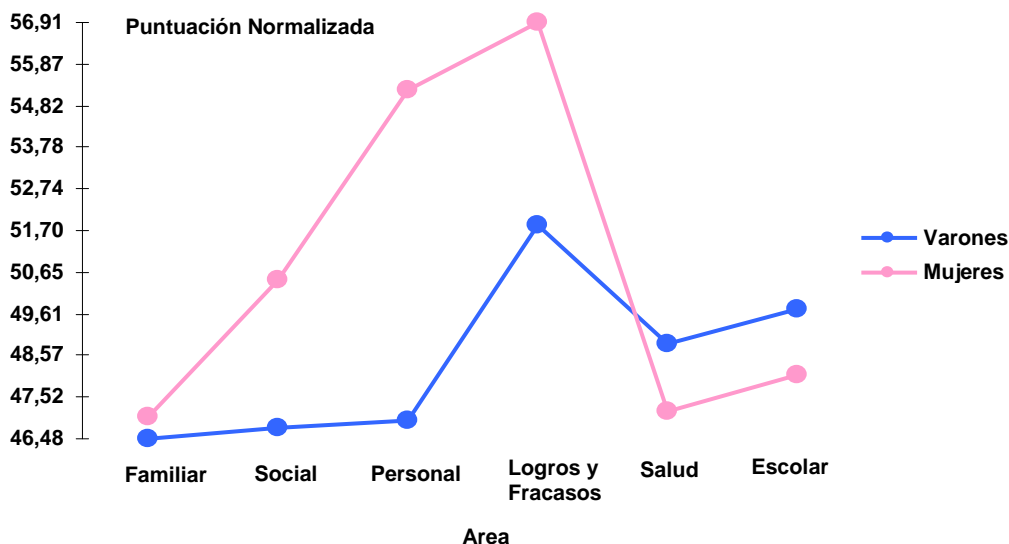 Puntuación Normalizada
56,91
55,87
54,82
53,78
52,74
51,70
50,65
49,61
48,57
47,52
46,48
Varones
Mujeres
Familiar
Social
Personal
Logros y
Fracasos
Salud
Escolar
Area